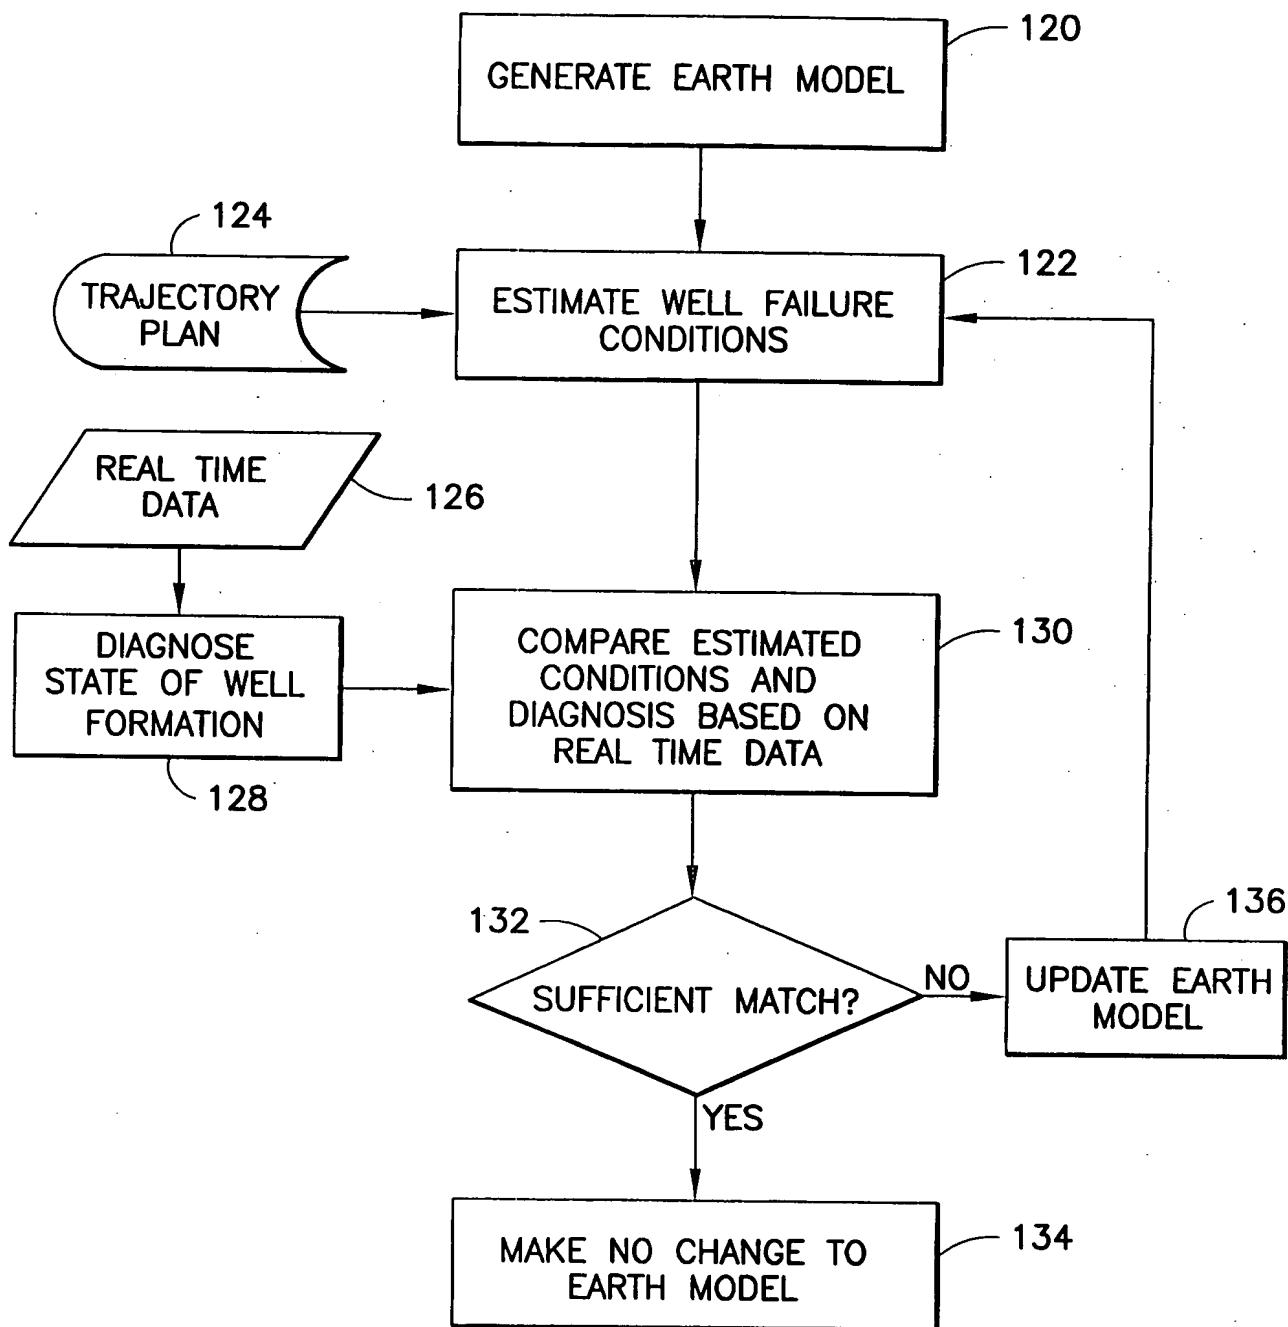 GENERATE EARTH MODEL
120
124
TRAJECTORY
PLAN
ESTIMATE WELL FAILURE
CONDITIONS
122
REAL TIME
DATA
126
DIAGNOSE
STATE OF WELL
FORMATION
128
COMPARE ESTIMATED
CONDITIONS AND
DIAGNOSIS BASED ON
REAL TIME DATA
130
132
SUFFICIENT MATCH?
NO
136
UPDATE EARTH
MODEL
YES
MAKE NO CHANGE TO
EARTH MODEL
134